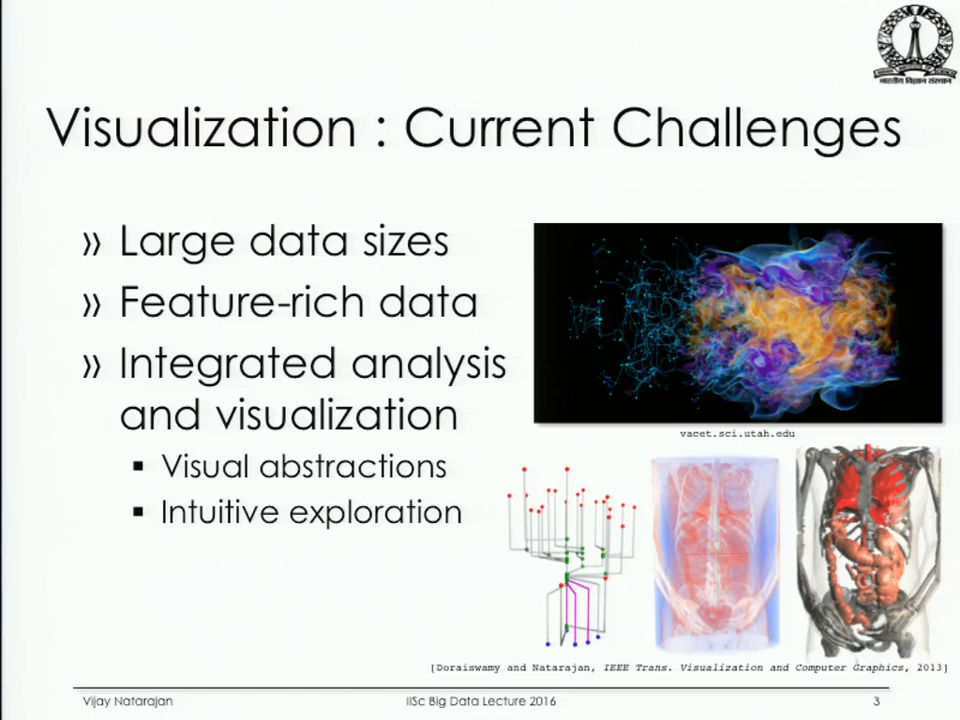 भारतीय विज्ञान संस्थान
Visualization : Current Challenges
» Large data sizes
» Feature-rich data
» Integrated analysis
and visualization
▪ Visual abstractions
▪ Intuitive exploration
vacet.sci.utah.edu
[Doraiswamy and Natarajan, IEEE Trans. Visualization and Computer Graphics, 2013]
Vijay Natarajan
IISc Big Data Lecture 2016
3